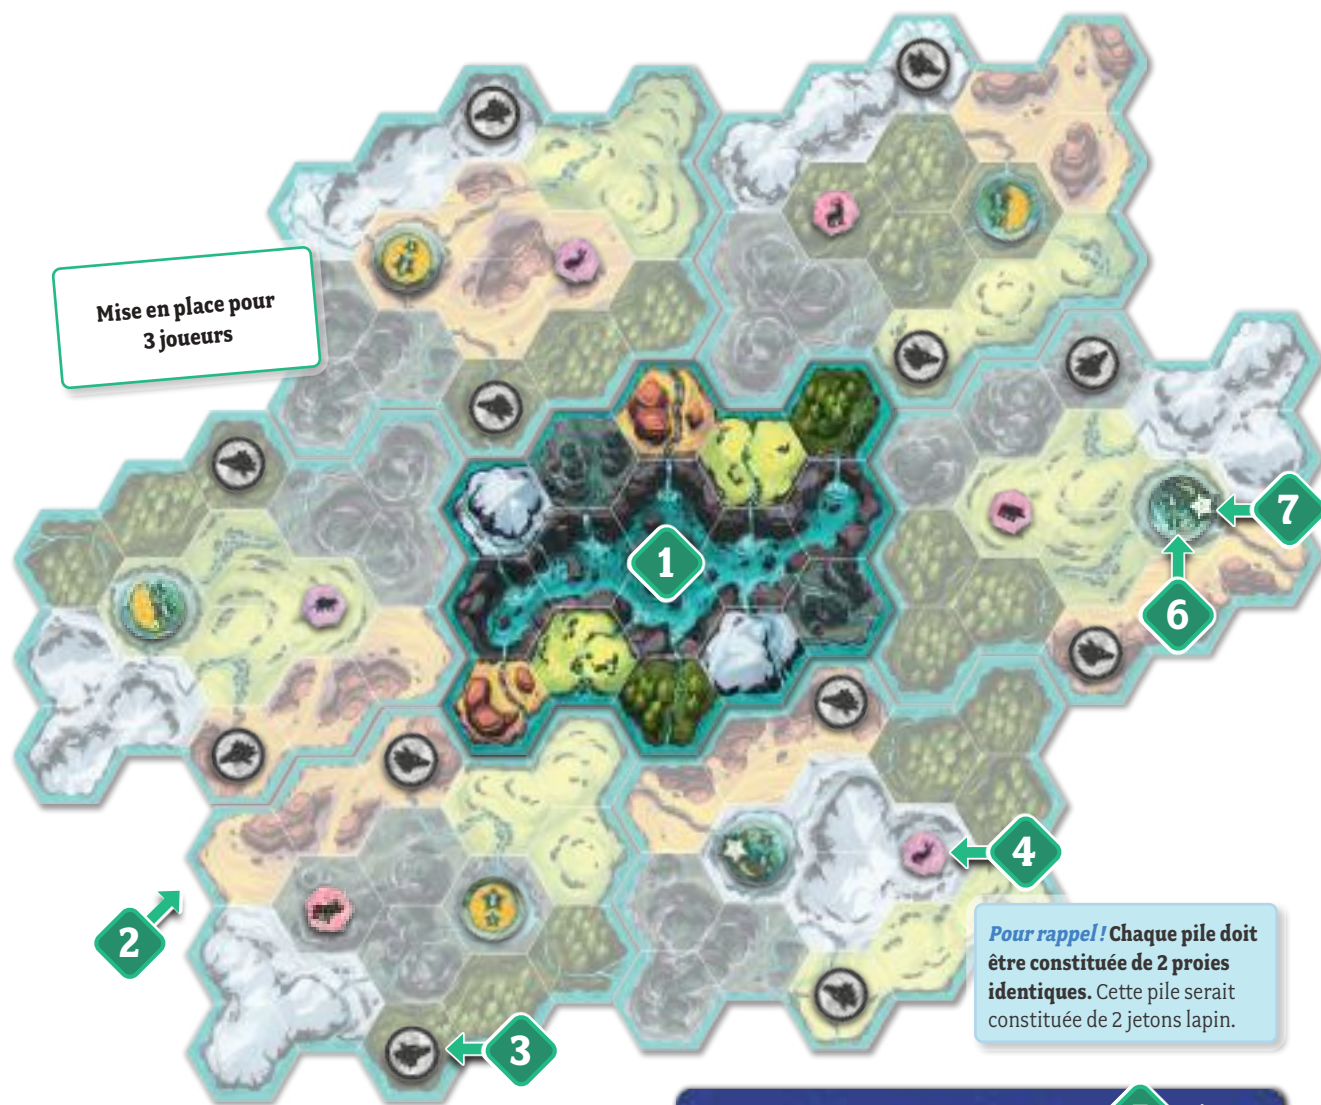 Mise en place pour
3 joueurs
1
7
6
4
2
3
Pour rappel ! Chaque pile doit
être constituée de 2 proies
identiques. Cette pile serait
constituée de 2 jetons lapin.